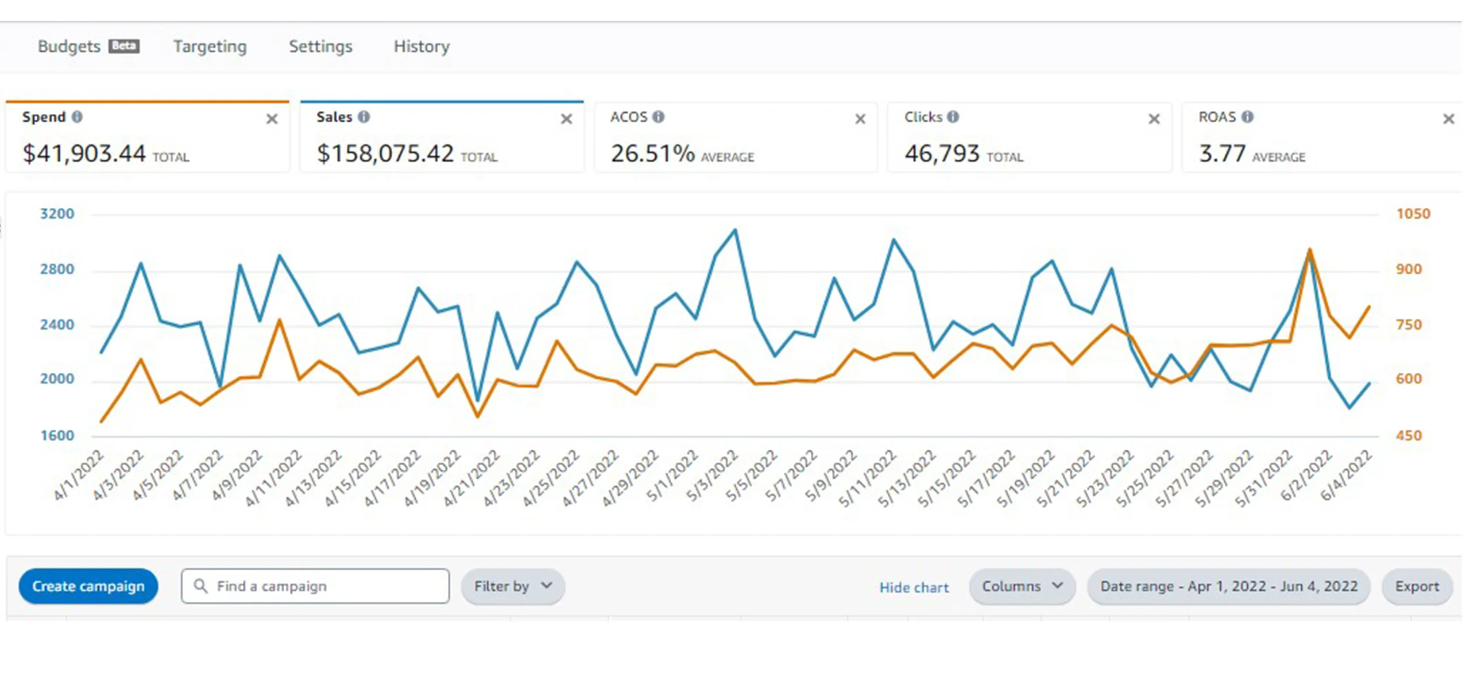 Budgets Beta Targeting Settings History
Spend Sales ACOS Clicks ROAS
$41,903.44 TOTAL $158,075.42 TOTAL 26.51% AVERAGE 46,793 TOTAL 3.77 AVERAGE
3200 1050
2800 900
2400 750
2000 600
1600 450
4/1/2022 4/3/2022 4/5/2022 4/7/2022 4/9/2022 4/11/2022 4/13/2022 4/15/2022 4/17/2022 4/19/2022 4/21/2022 4/23/2022 4/25/2022 4/27/2022 4/29/2022 5/1/2022 5/3/2022 5/5/2022 5/7/2022 5/9/2022 5/11/2022 5/13/2022 5/15/2022 5/17/2022 5/19/2022 5/21/2022 5/23/2022 5/25/2022 5/27/2022 5/29/2022 5/31/2022 6/2/2022 6/4/2022
Create campaign Find a campaign Filter by Hide chart Columns Date range - Apr 1, 2022 - Jun 4, 2022 Export